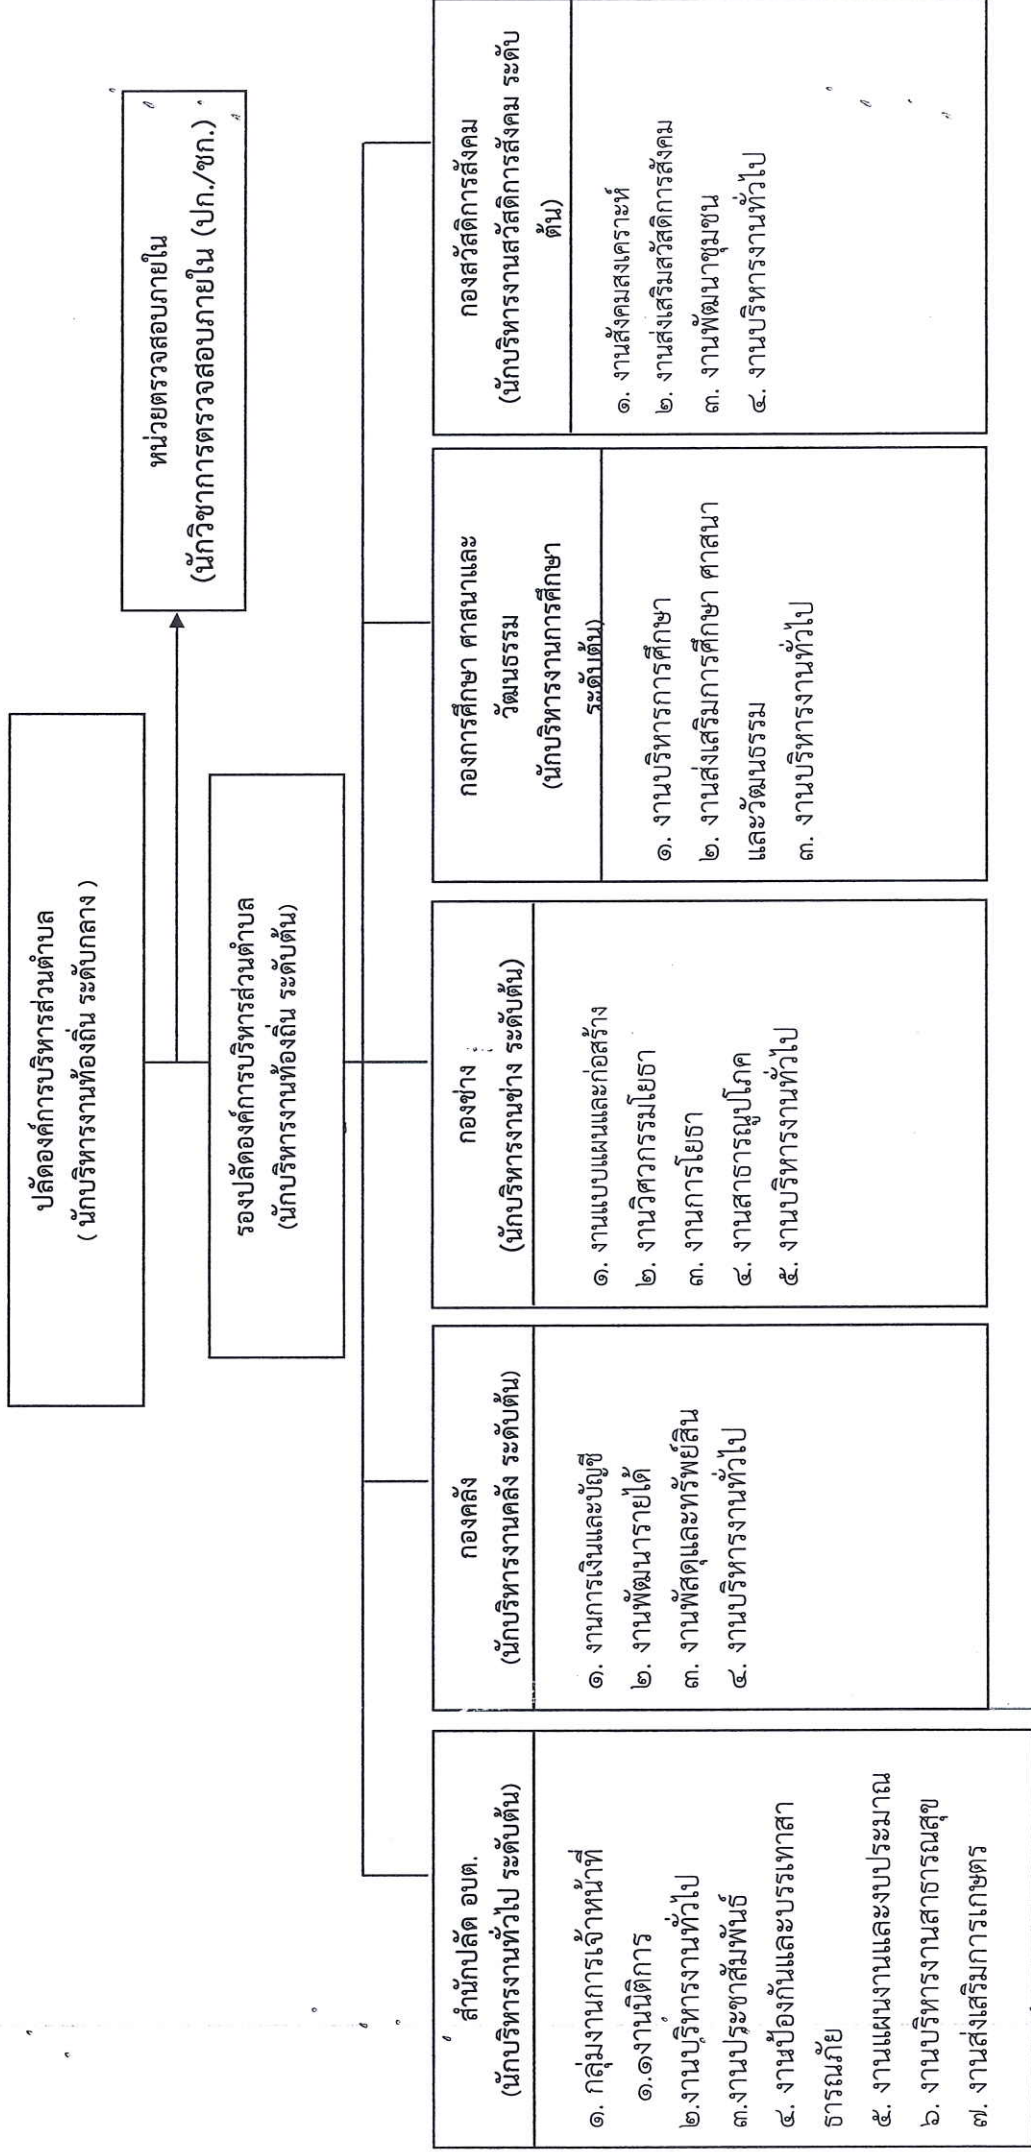 ปลัดองค์การบริหารส่วนตำบล
( นักบริหารงานท้องถิ่น ระดับกลาง )
หน่วยตรวจสอบภายใน
(นักวิชาการตรวจสอบภายใน (ปก./ชก.)
รองปลัดองค์การบริหารส่วนตำบล
(นักบริหารงานท้องถิ่น ระดับต้น)
สำนักปลัด อบต.
(นักบริหารงานทั่วไป ระดับต้น)
๑. กลุ่มงานการเจ้าหน้าที่
๑.๑งานนิติการ
๒.งานบริหารงานทั่วไป
๓.งานประชาสัมพันธ์
๔. งานป้องกันและบรรเทาสา
ธารณภัย
๕. งานแผนงานและงบประมาณ
๖. งานบริหารงานสาธารณสุข
๗. งานส่งเสริมการเกษตร
กองคลัง
(นักบริหารงานคลัง ระดับต้น)
๑. งานการเงินและบัญชี
๒. งานพัฒนารายได้
๓. งานพัสดุและทรัพย์สิน
๔. งานบริหารงานทั่วไป
กองช่าง
(นักบริหารงานช่าง ระดับต้น)
๑. งานแบบแผนและก่อสร้าง
๒. งานวิศวกรรมโยธา
๓. งานการโยธา
๔. งานสาธารณูปโภค
๕. งานบริหารงานทั่วไป
กองการศึกษา ศาสนาและ
วัฒนธรรม
(นักบริหารงานการศึกษา
ระดับต้น)
๑. งานบริหารการศึกษา
๒. งานส่งเสริมการศึกษา ศาสนา
และวัฒนธรรม
๓. งานบริหารงานทั่วไป
กองสวัสดิการสังคม
(นักบริหารงานสวัสดิการสังคม ระดับ
ต้น)
๑. งานสังคมสงเคราะห์
๒. งานส่งเสริมสวัสดิการสังคม
๓. งานพัฒนาชุมชน
๔. งานบริหารงานทั่วไป